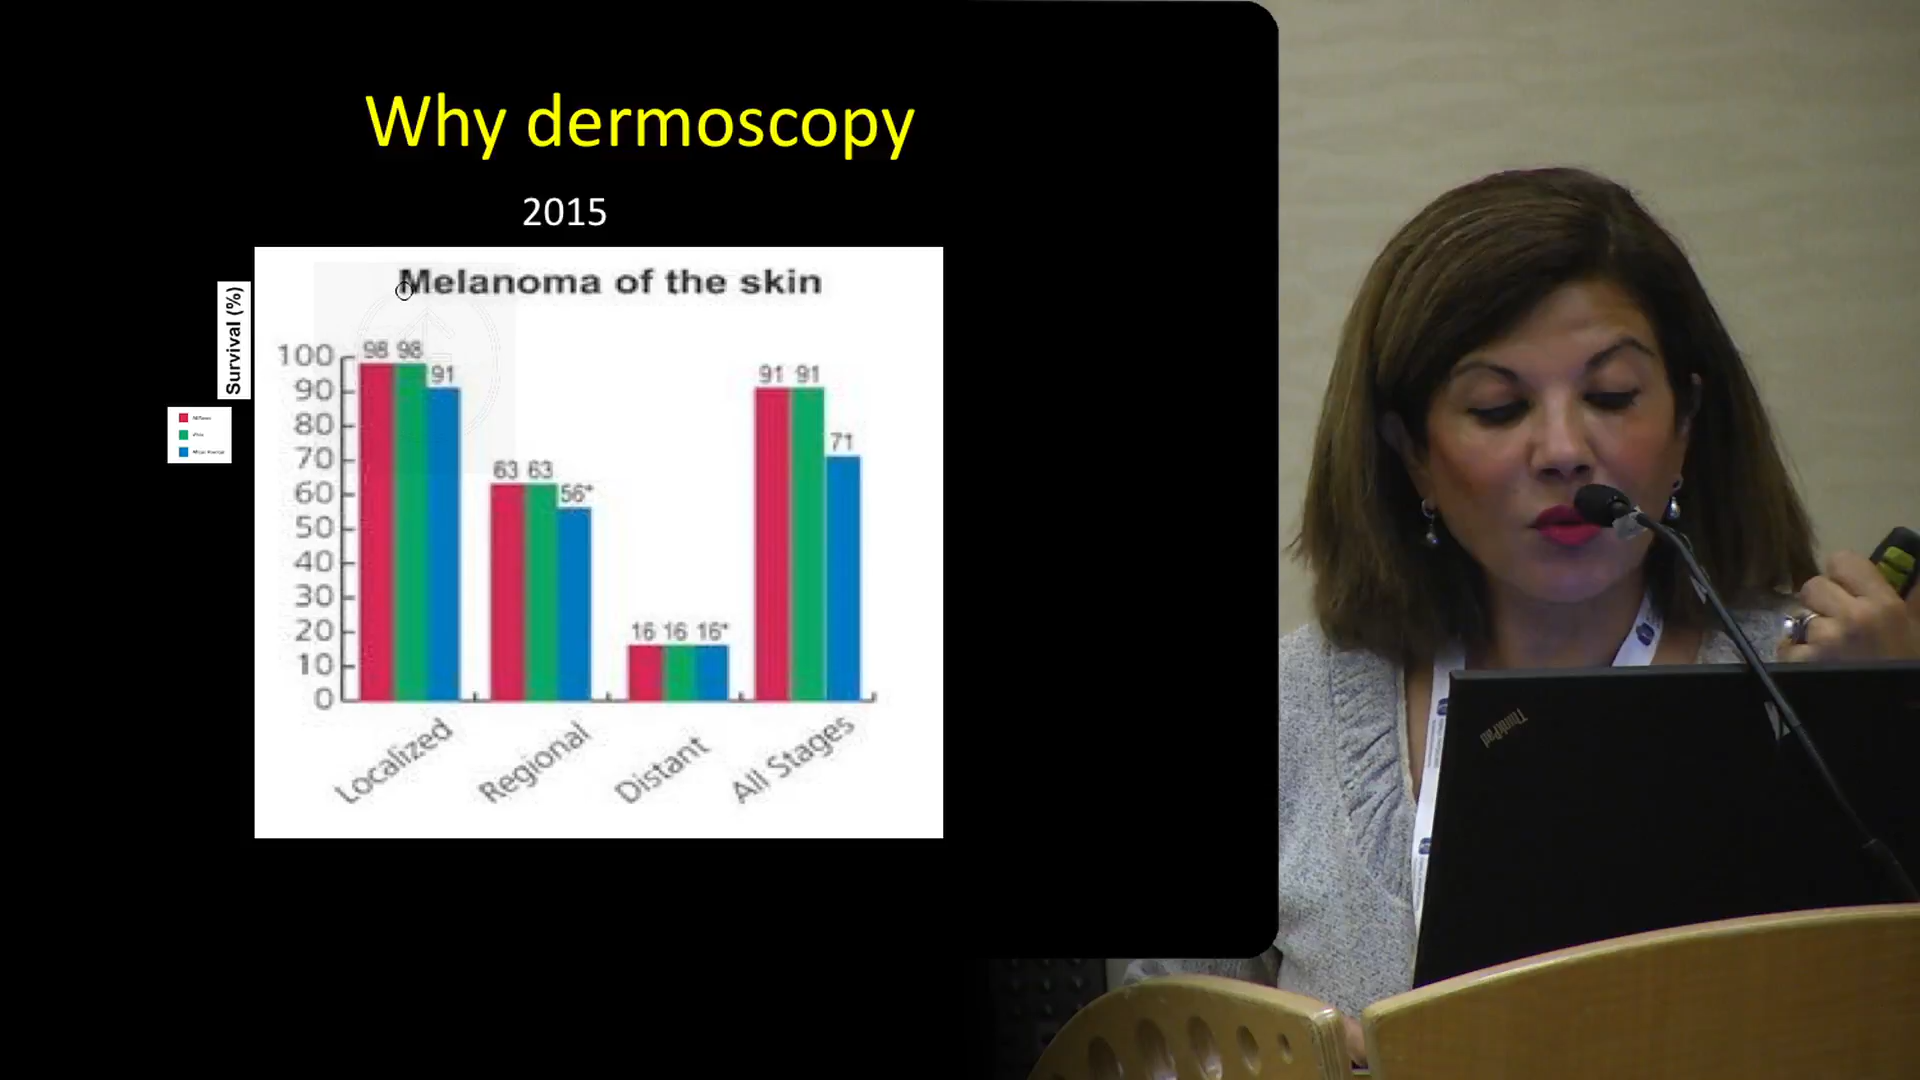 Why dermoscopy
2015
Melanoma of the skin
Survival (%)
100
90
80
70
60
50
40
30
20
10
0
98 98 91
63 63 56*
16 16 16*
91 91 71
Localized
Regional
Distant
All Stages
ThinkPad